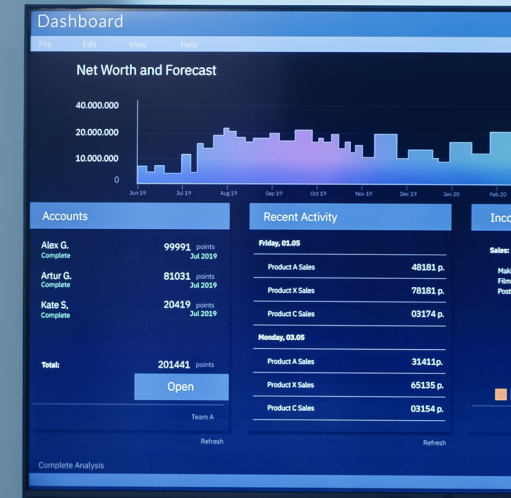 Dashboard
File Edit View Help
Net Worth and Forecast
40.000.000
20.000.000
10.000.000
0
Jun 19 Jul 19 Aug 19 Sep 19 Oct 19 Nov 19 Dec 19 Jan 20 Feb 20
Accounts
Alex G. 99991 points
Complete Jul 2019
Artur G. 81031 points
Complete Jul 2019
Kate S, 20419 points
Complete Jul 2019
Total: 201441 points
Open
Team A
Refresh
Recent Activity
Friday, 01.05
Product A Sales 48181 p.
Product X Sales 78181 p.
Product C Sales 03174 p.
Monday, 03.05
Product A Sales 31411p.
Product X Sales 65135 p.
Product C Sales 03154 p.
Refresh
Inco
Sales:
Maki
Film
Post
Complete Analysis